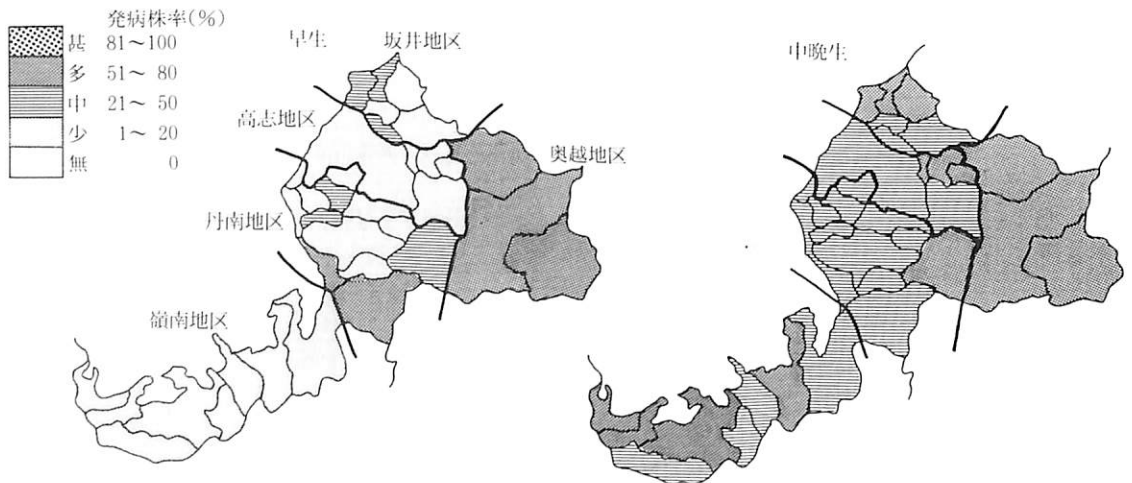 発病株率(%)
甚 81〜100
多 51〜 80
中 21〜 50
少 1〜 20
無 0
早生
坂井地区
高志地区
奥越地区
丹南地区
嶺南地区
中晩生